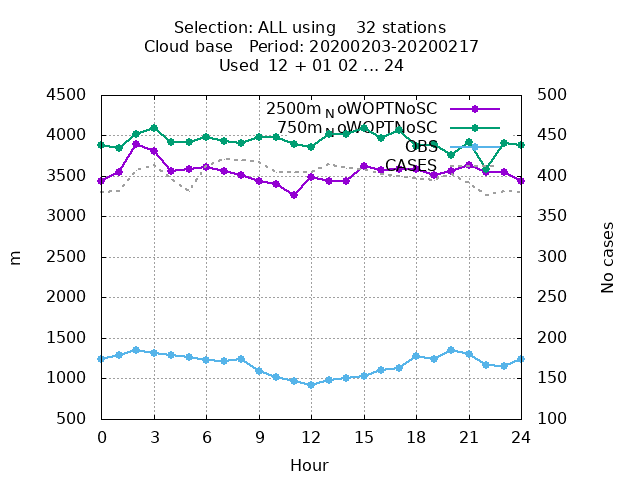 Selection: ALL using 32 stations
Cloud base Period: 20200203-20200217
Used 12 + 01 02 ... 24
4500 500
2500m NoWOPTNoSC
750m NoWOPTNoSC
4000 450
OBS
CASES
3500 400
3000 350
2500 300
m
No cases
2000 250
1500 200
1000 150
500 100
0 3 6 9 12 15 18 21 24
Hour